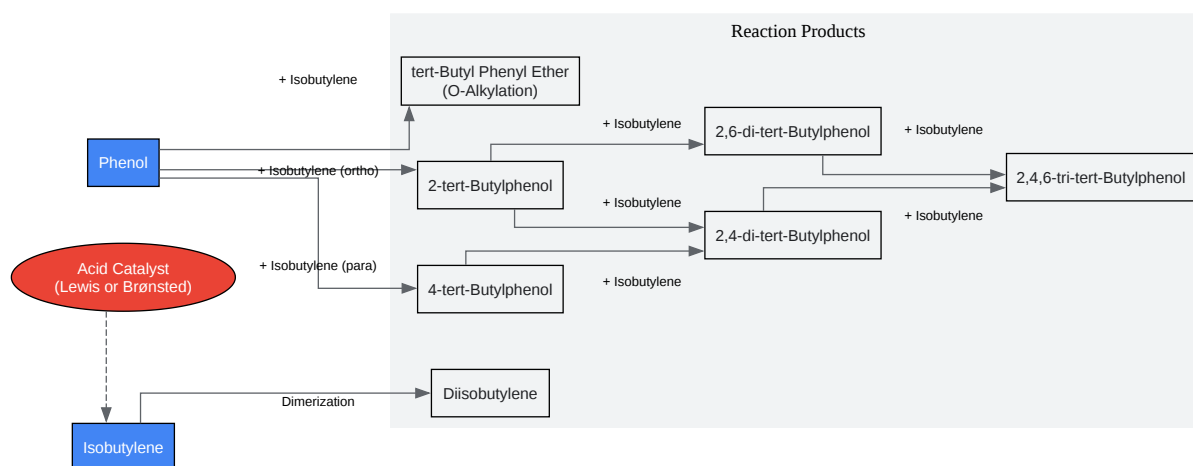 Reaction Products
tert-Butyl Phenyl Ether
(O-Alkylation)
+ Isobutylene
+ Isobutylene
2,6-di-tert-Butylphenol
+ Isobutylene
Phenol
+ Isobutylene (ortho)
2-tert-Butylphenol
2,4,6-tri-tert-Butylphenol
+ Isobutylene
2,4-di-tert-Butylphenol
+ Isobutylene
Acid Catalyst
(Lewis or Brønsted)
+ Isobutylene (para)
4-tert-Butylphenol
+ Isobutylene
Diisobutylene
Dimerization
Isobutylene